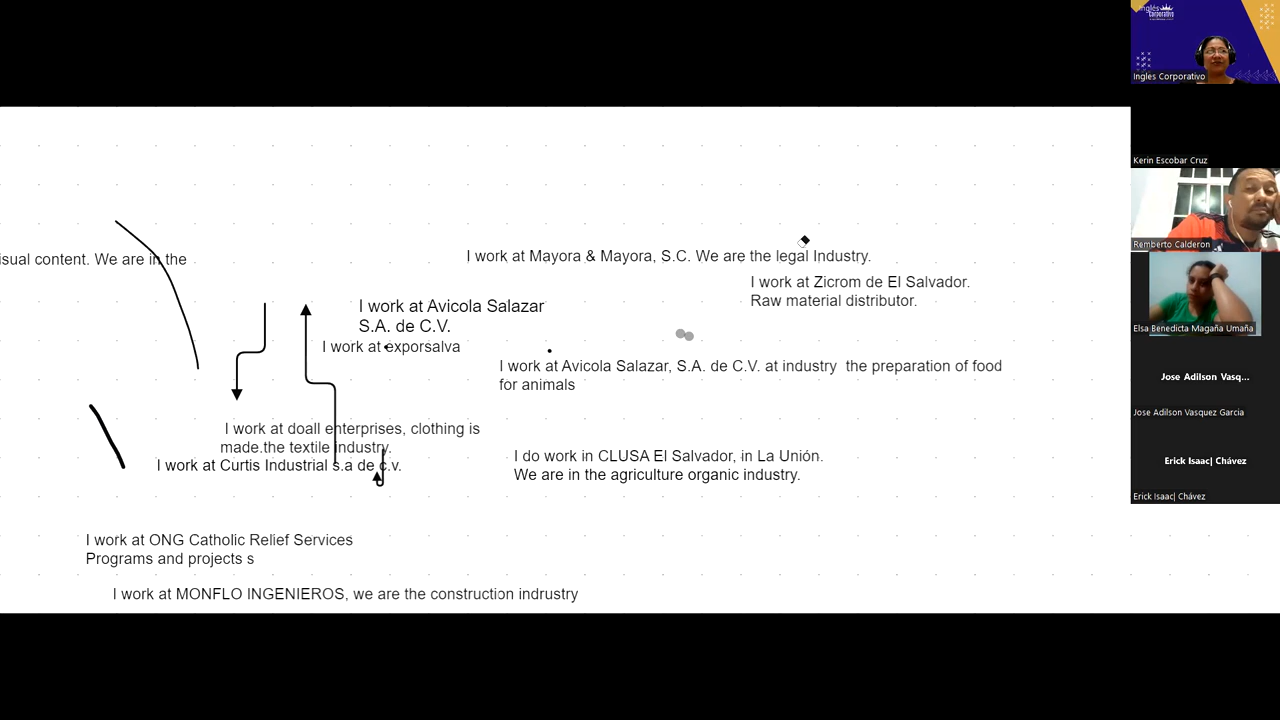 isual content. We are in the
I work at Mayora & Mayora, S.C. We are the legal Industry.
I work at Zicrom de El Salvador.
Raw material distributor.
I work at Avicola Salazar
S.A. de C.V.
I work at exporsalva
I work at Avicola Salazar, S.A. de C.V. at industry the preparation of food
for animals
I work at doall enterprises, clothing is
made.the textile industry.
I work at Curtis Industrial s.a de c.v.
I do work in CLUSA El Salvador, in La Unión.
We are in the agriculture organic industry.
I work at ONG Catholic Relief Services
Programs and projects s
I work at MONFLO INGENIEROS, we are the construction indrustry
Inglés
Corporativo
Ingles Corporativo
Kerin Escobar Cruz
Remberto Calderon
Elsa Benedicta Magaña Umaña
Jose Adilson Vasq...
Jose Adilson Vasquez Garcia
Erick Isaac| Chávez
Erick Isaac| Chávez